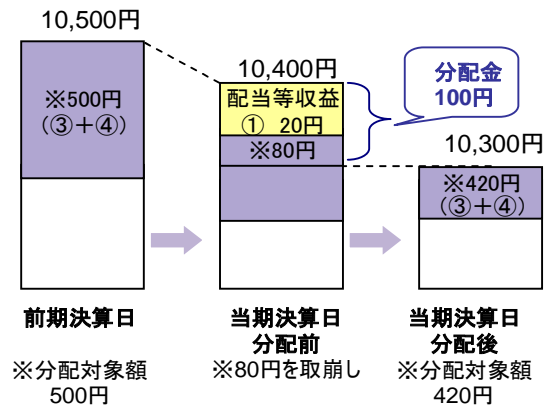 10,500円
※500円
(③+④)
10,400円
配当等収益
① 20円
※80円
分配金
100円
10,300円
※420円
(③+④)
前期決算日
※分配対象額
500円
当期決算日
分配前
※80円を取崩し
当期決算日
分配後
※分配対象額
420円